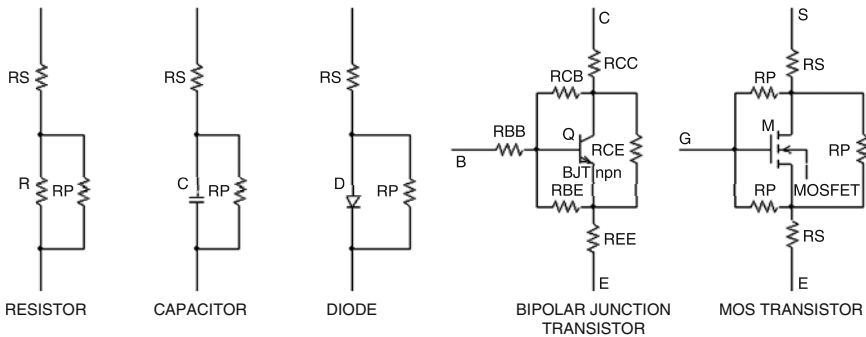 C
S
RS
RS
RS
RCC
RS
RCB
RP
R
RP
C
RP
D
RP
B
RBB
Q
RCE
BJT npn
G
M
RP
MOSFET
RBE
RP
REE
RS
E
E
RESISTOR
CAPACITOR
DIODE
BIPOLAR JUNCTION
TRANSISTOR
MOS TRANSISTOR